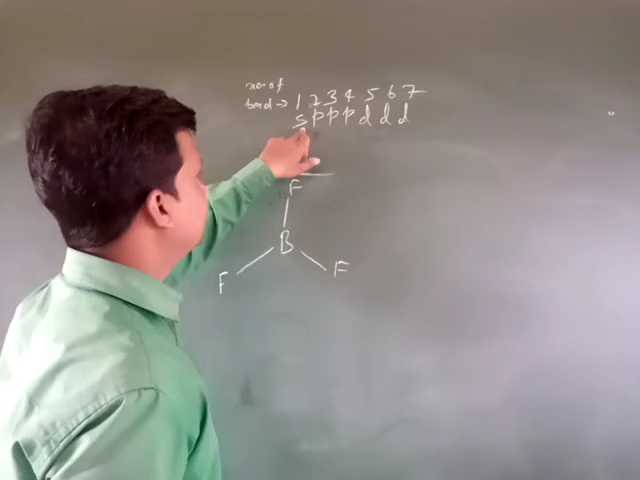 no. of
bond → 1 2 3 4 5 6 7
s p p p d d d
F
B
F F